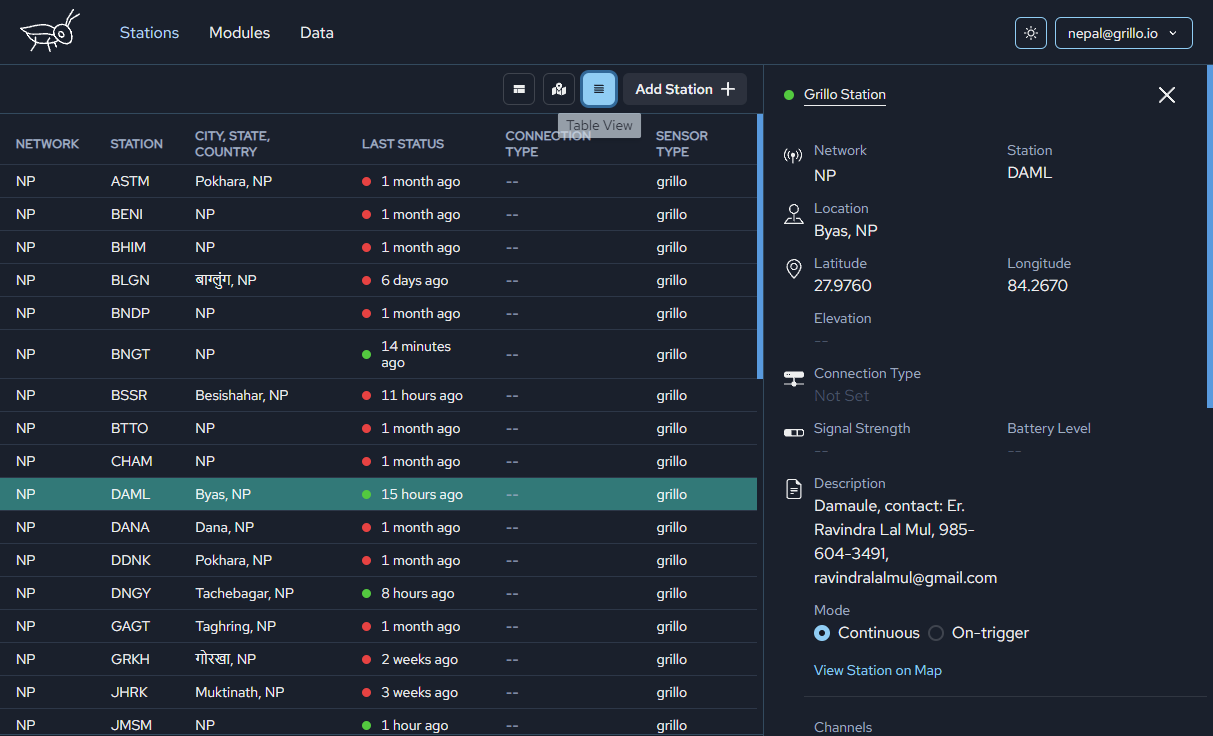 Stations Modules Data nepal@grillo.io
Add Station
Table View
NETWORK STATION CITY, STATE, COUNTRY LAST STATUS CONNECTION TYPE SENSOR TYPE
NP ASTM Pokhara, NP 1 month ago -- grillo
NP BENI NP 1 month ago -- grillo
NP BHIM NP 1 month ago -- grillo
NP BLGN बाग्लुंग, NP 6 days ago -- grillo
NP BNDP NP 1 month ago -- grillo
NP BNGT NP 14 minutes ago -- grillo
NP BSSR Besishahar, NP 11 hours ago -- grillo
NP BTTO NP 1 month ago -- grillo
NP CHAM NP 1 month ago -- grillo
NP DAML Byas, NP 15 hours ago -- grillo
NP DANA Dana, NP 1 month ago -- grillo
NP DDNK Pokhara, NP 1 month ago -- grillo
NP DNGY Tachebagar, NP 8 hours ago -- grillo
NP GAGT Taghring, NP 1 month ago -- grillo
NP GRKH गोरखा, NP 2 weeks ago -- grillo
NP JHRK Muktinath, NP 3 weeks ago -- grillo
NP JMSM NP 1 hour ago -- grillo
Grillo Station
Network Station
NP DAML
Location
Byas, NP
Latitude Longitude
27.9760 84.2670
Elevation
--
Connection Type
Not Set
Signal Strength Battery Level
-- --
Description
Damaule, contact: Er.
Ravindra Lal Mul, 985-
604-3491,
ravindralalmul@gmail.com
Mode
Continuous On-trigger
View Station on Map
Channels